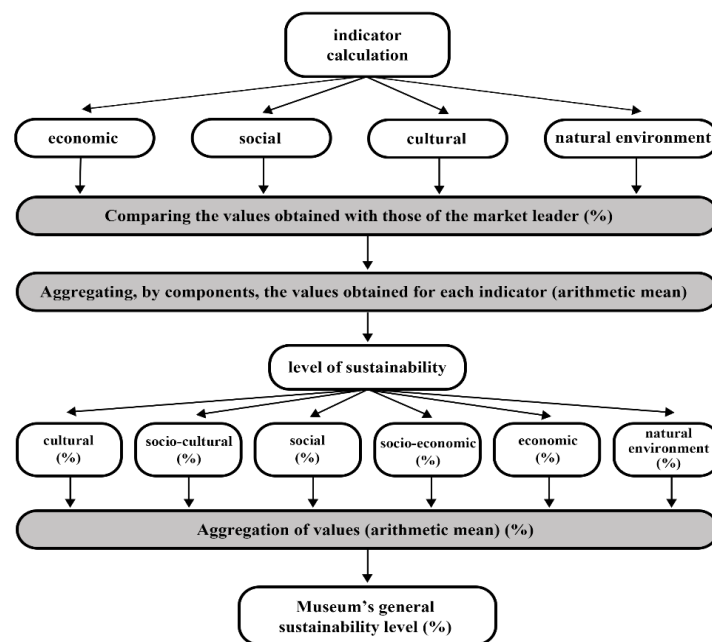 indicator
calculation
economic
social
cultural
natural environment
Comparing the values obtained with those of the market leader (%)
Aggregating, by components, the values obtained for each indicator (arithmetic mean)
level of sustainability
cultural
(%)
socio-cultural
(%)
social
(%)
socio-economic
(%)
economic
(%)
natural
environment
(%)
Aggregation of values (arithmetic mean) (%)
Museum's general
sustainability level (%)